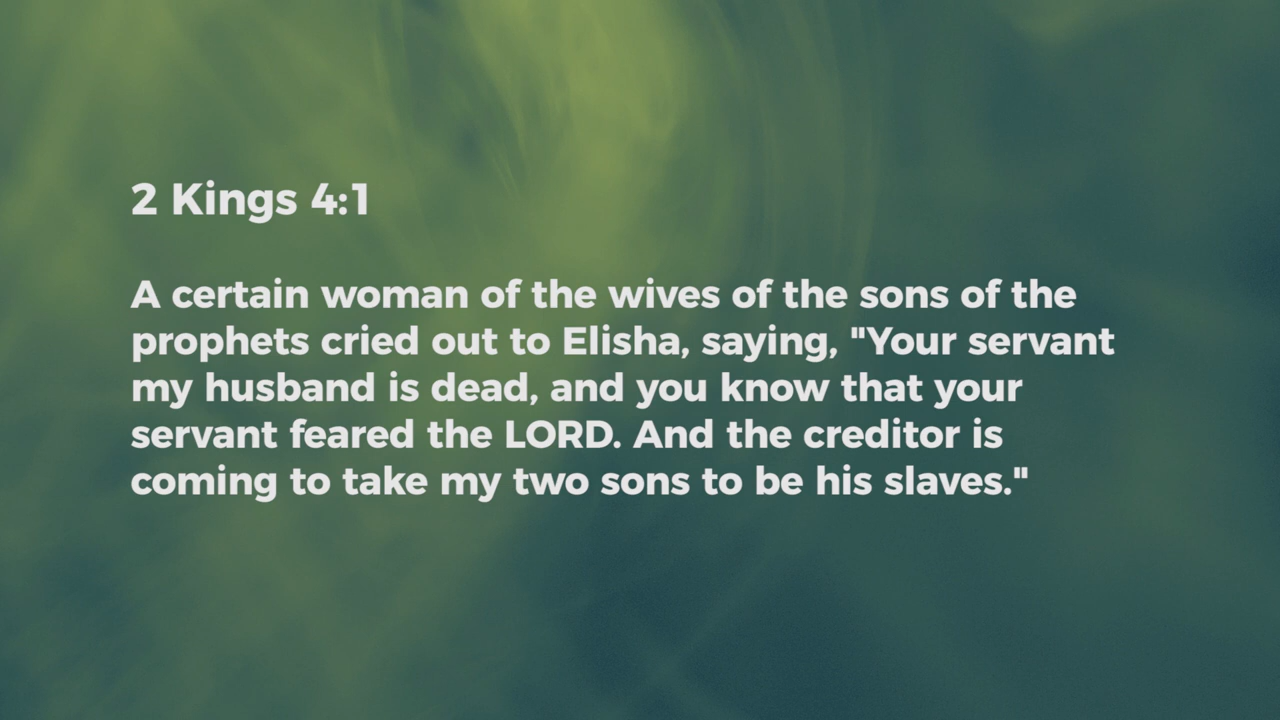 2 Kings 4:1
A certain woman of the wives of the sons of the
prophets cried out to Elisha, saying, "Your servant
my husband is dead, and you know that your
servant feared the LORD. And the creditor is
coming to take my two sons to be his slaves."